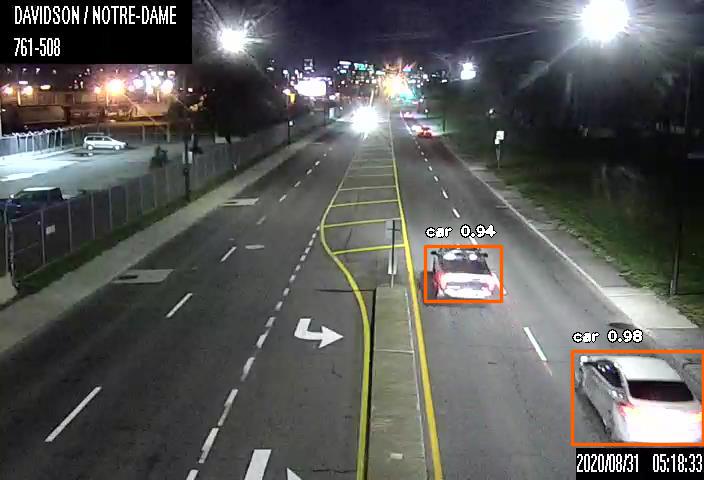 DAVIDSON / NOTRE-DAME
761-508
car 0.94
car 0.98
2020/08/31 05:18:33